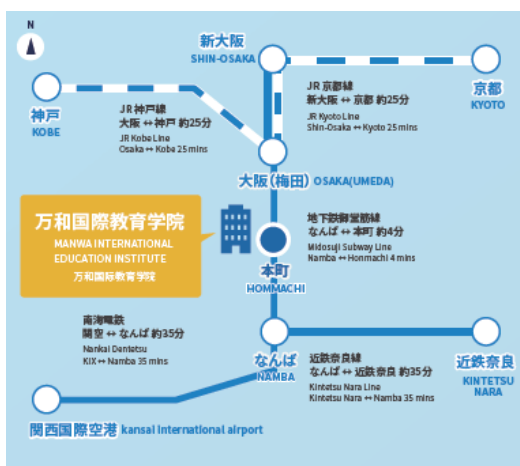 N
新大阪
SHIN-OSAKA
京都
KYOTO
神戸
KOBE
JR 神戸線
大阪 ↔ 神戸 約25分
JR Kobe Line
Osaka ↔ Kobe 25 mins
JR 京都線
新大阪 ↔ 京都 約25分
JR Kyoto Line
Shin-Osaka ↔ Kyoto 25 mins
大阪(梅田) OSAKA(UMEDA)
万和国際教育学院
MANWA INTERNATIONAL
EDUCATION INSTITUTE
万和国际教育学院
地下鉄御堂筋線
なんば ↔ 本町 約4分
Midosuji Subway Line
Namba ↔ Honmachi 4 mins
本町
HOMMACHI
南海電鉄
関空 ↔ なんば 約35分
Nankai Dentetsu
KIX ↔ Namba 35 mins
なんば
NAMBA
近鉄奈良線
なんば ↔ 近鉄奈良 約35分
Kintetsu Nara Line
Kintetsu Nara ↔ Namba 35 mins
近鉄奈良
KINTETSU
NARA
関西国際空港 kansai International airport